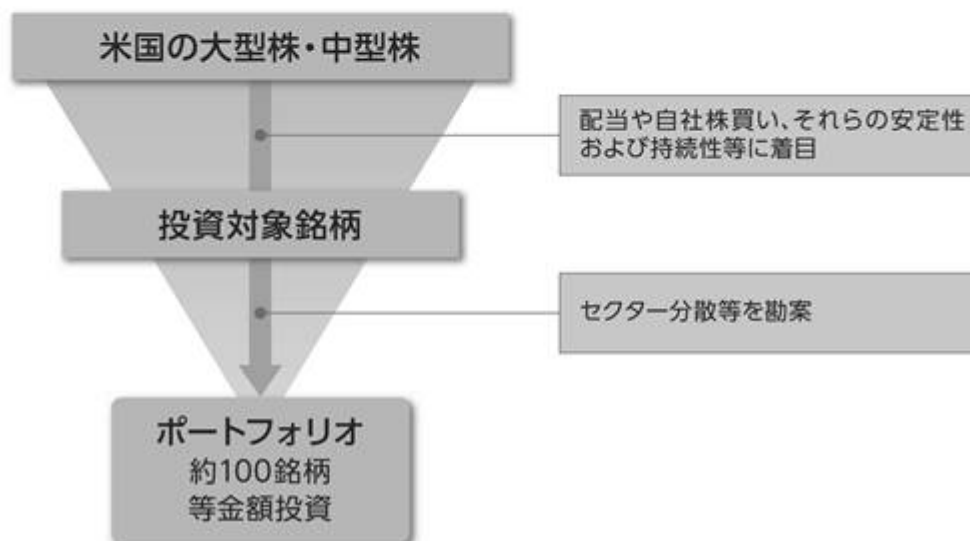 米国の大型株・中型株
配当や自社株買い、それらの安定性
および持続性等に着目
投資対象銘柄
セクター分散等を勘案
ポートフォリオ
約100銘柄
等金額投資